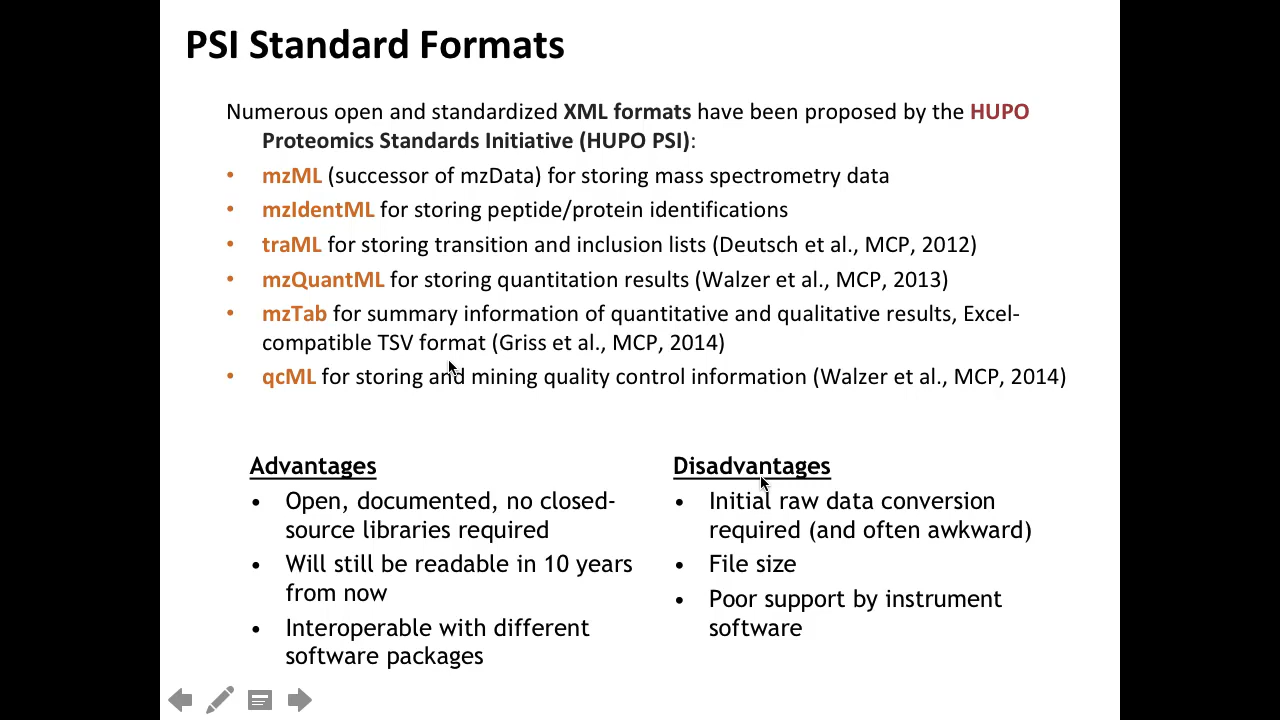 PSI Standard Formats
Numerous open and standardized XML formats have been proposed by the HUPO
Proteomics Standards Initiative (HUPO PSI):
• mzML (successor of mzData) for storing mass spectrometry data
• mzIdentML for storing peptide/protein identifications
• traML for storing transition and inclusion lists (Deutsch et al., MCP, 2012)
• mzQuantML for storing quantitation results (Walzer et al., MCP, 2013)
• mzTab for summary information of quantitative and qualitative results, Excel-
compatible TSV format (Griss et al., MCP, 2014)
• qcML for storing and mining quality control information (Walzer et al., MCP, 2014)
Advantages
• Open, documented, no closed-
source libraries required
• Will still be readable in 10 years
from now
• Interoperable with different
software packages
Disadvantages
• Initial raw data conversion
required (and often awkward)
• File size
• Poor support by instrument
software